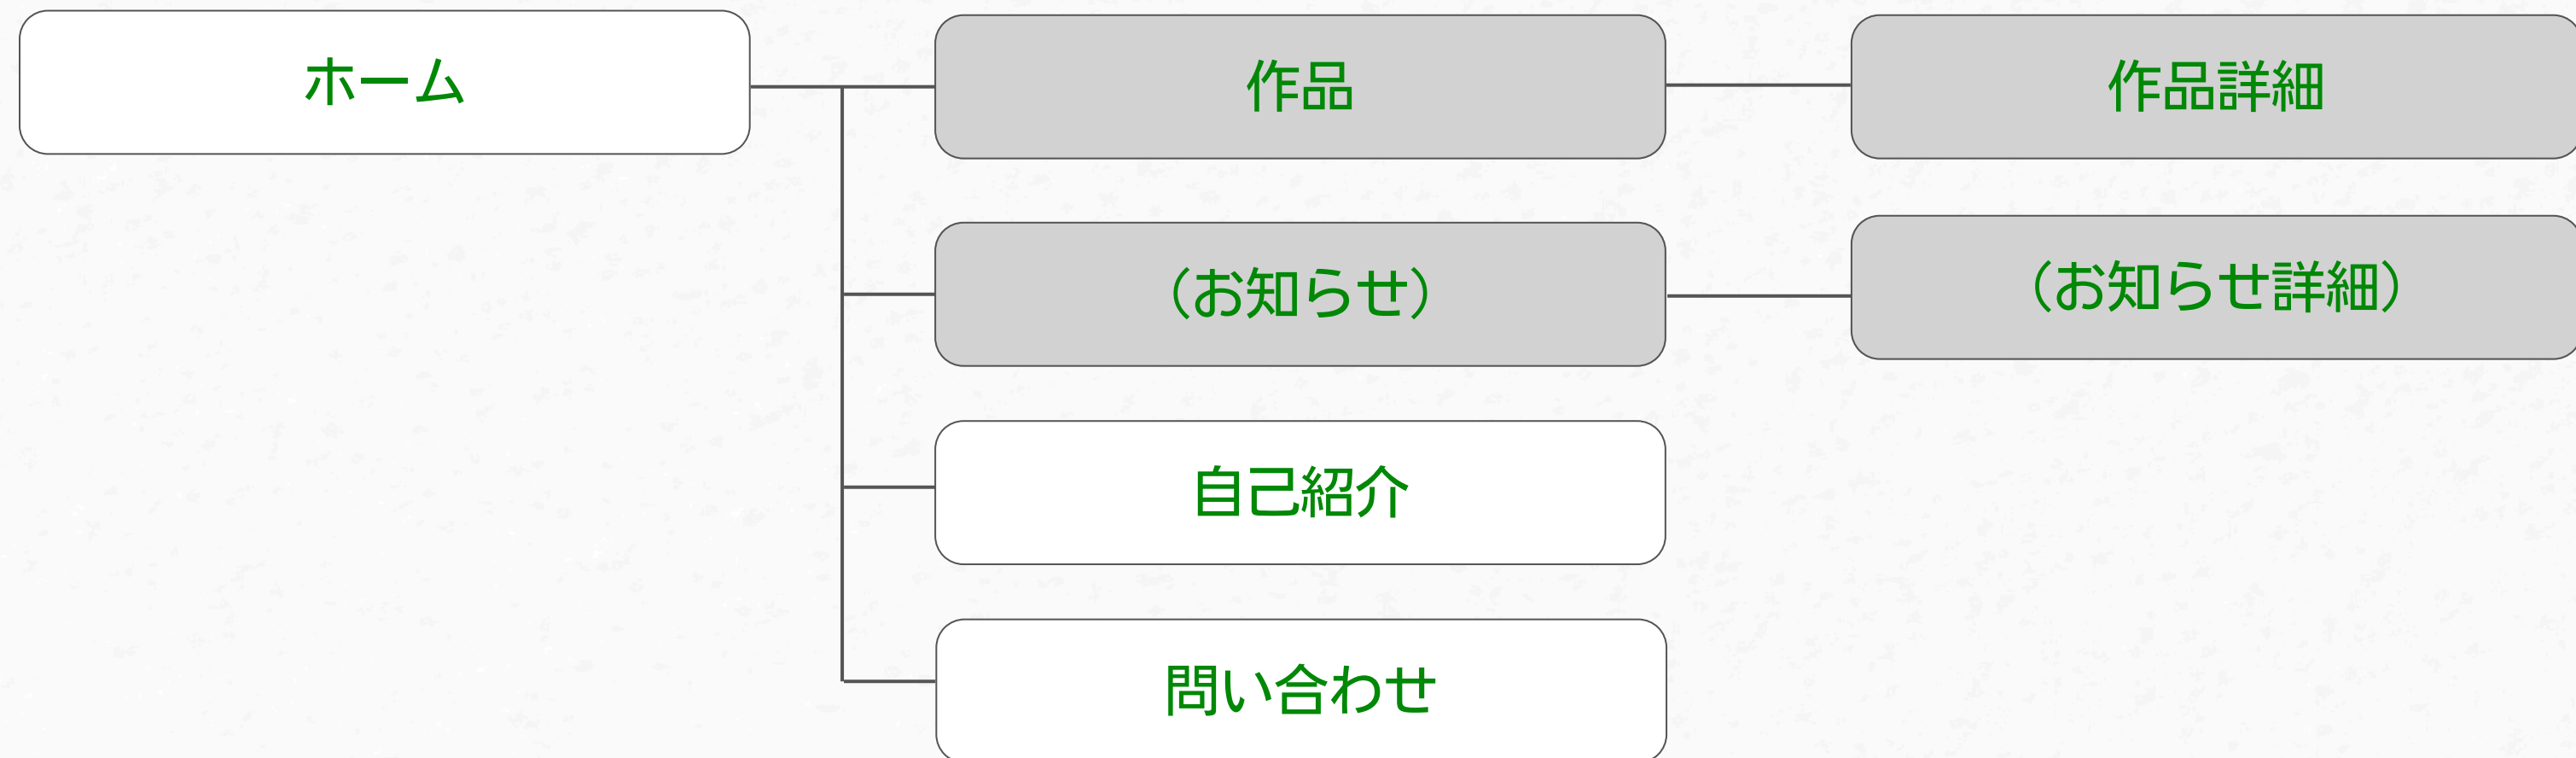 ホーム
作品
作品詳細
（お知らせ）
（お知らせ詳細）
自己紹介
問い合わせ